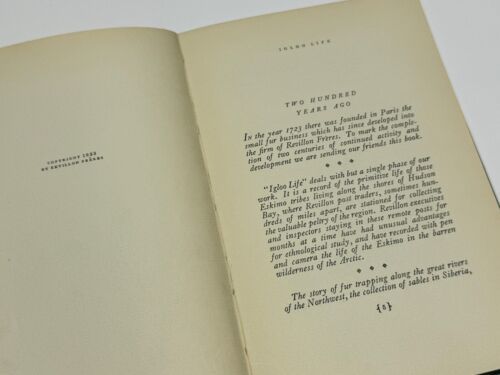 COPYRIGHT 1923
BY REVILLON FRÈRES
IGLOO LIFE
TWO HUNDRED
YEARS AGO
In the year 1723 there was founded in Paris the
small fur business which has since developed into
the firm of Revillon Frères. To mark the comple-
tion of two centuries of continued activity and
development we are sending our friends this book.
"Igloo Life" deals with but a single phase of our
work. It is a record of the primitive life of those
Eskimo tribes living along the shores of Hudson
Bay, where Revillon post traders, sometimes hun-
dreds of miles apart, are stationed for collecting
the valuable peltry of the region. Revillon executives
and inspectors staying in these remote posts for
months at a time have had unusual advantages
for ethnological study, and have recorded with pen
and camera the life of the Eskimo in the barren
wilderness of the Arctic.
The story of fur trapping along the great rivers
of the Northwest, the collection of sables in Siberia,